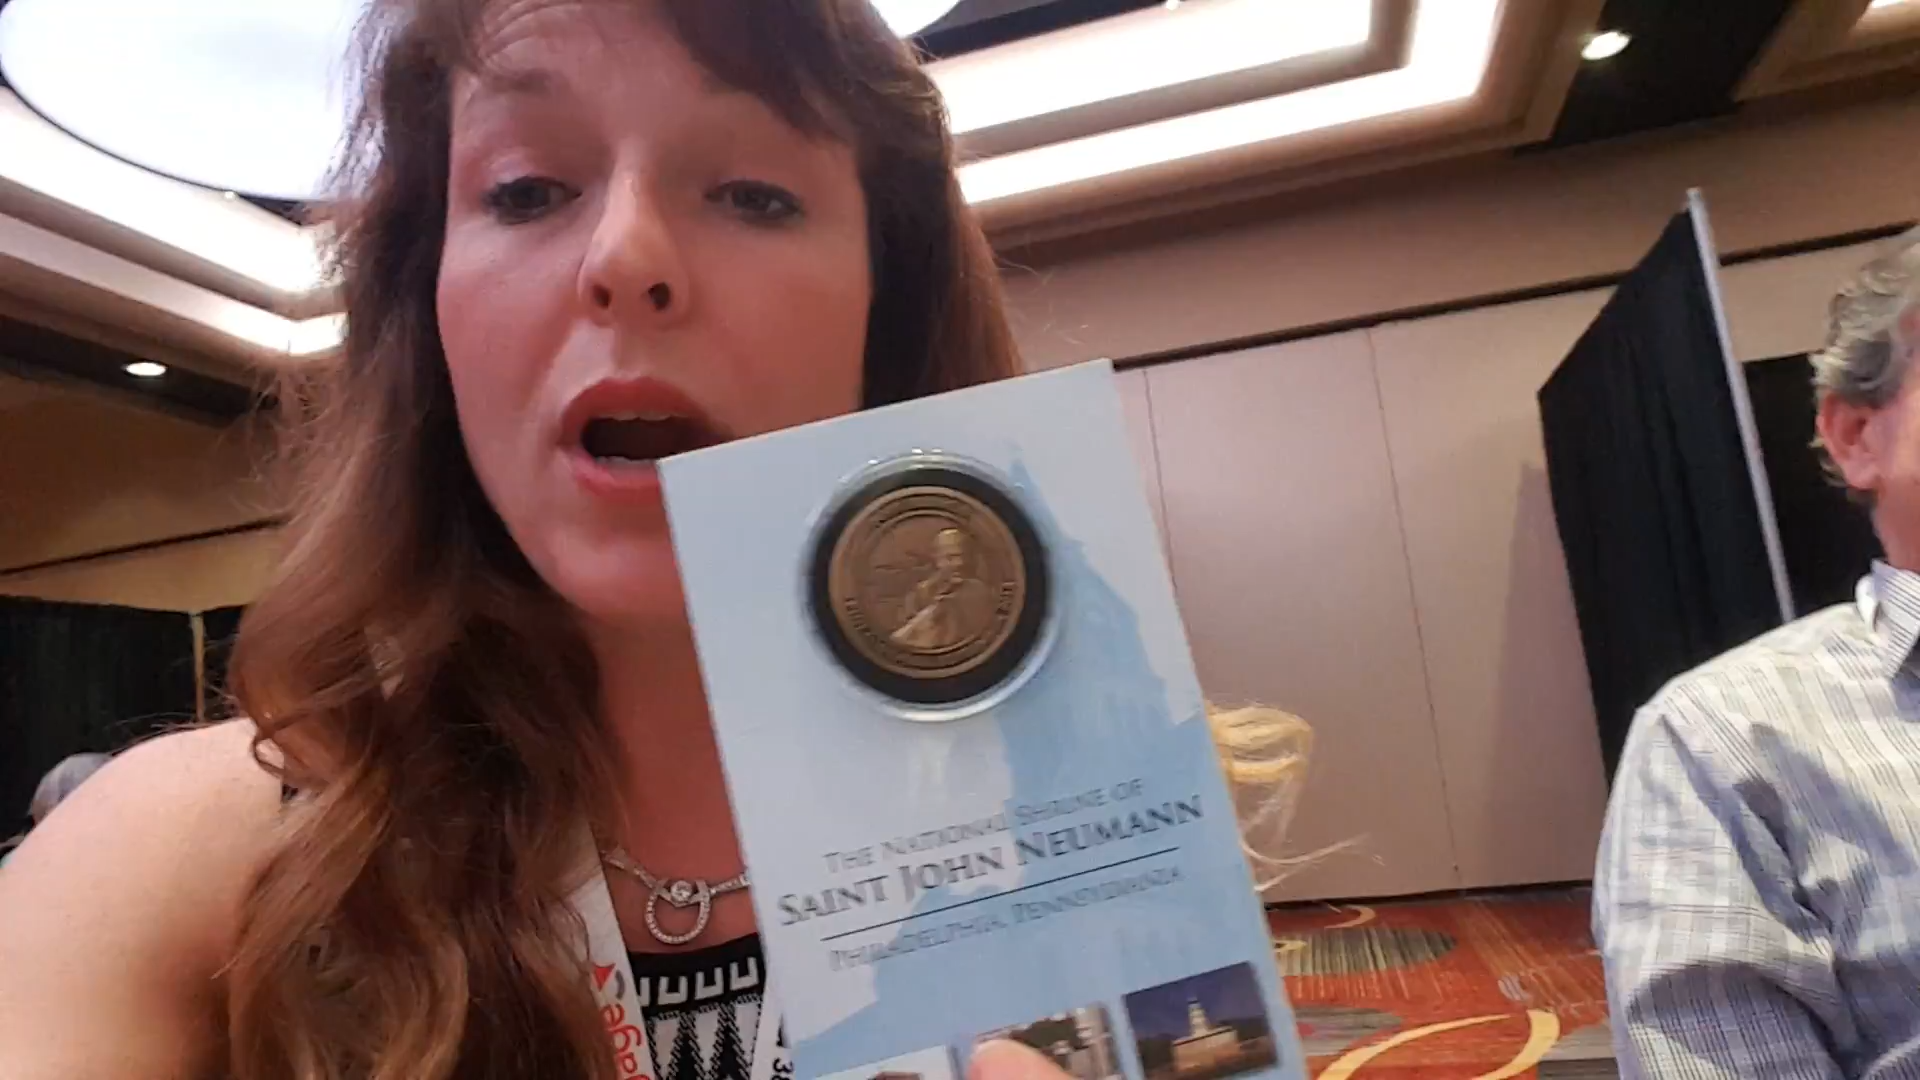 THE NATIONAL SHRINE OF
SAINT JOHN NEUMANN
PHILADELPHIA, PENNSYLVANIA